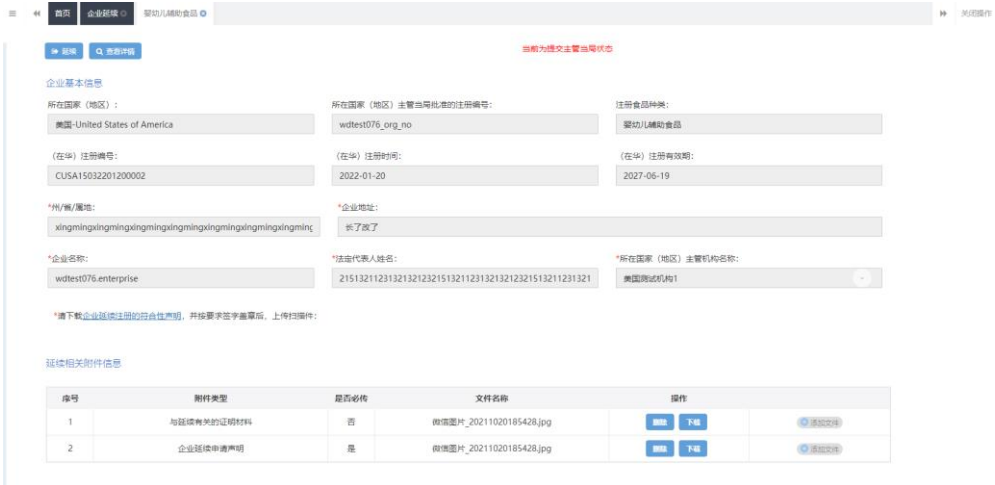 首页 企业延续 婴幼儿辅助食品 关闭操作
延续 查看详情 当前为提交主管当局状态
企业基本信息
所在国家（地区）： 所在国家（地区）主管当局批准的注册编号： 注册食品种类：
美国-United States of America wdtest076_org_no 婴幼儿辅助食品
（在华）注册编号： （在华）注册时间： （在华）注册有效期：
CUSA15032201200002 2022-01-20 2027-06-19
*州/省/属地： *企业地址：
xingmingxingmingxingmingxingmingxingmingxingmingxingming 长了改了
*企业名称： *法定代表人姓名： *所在国家（地区）主管机构名称：
wdtest076.enterprise 美国测试机构1
*请下载企业延续注册的符合性声明，并按要求签字盖章后，上传扫描件：
延续相关附件信息
序号 附件类型 是否必传 文件名称 操作
1 与延续有关的证明材料 否 微信图片_20211020185428.jpg 删除 下载 添加文件
2 企业延续申请声明 是 微信图片_20211020185428.jpg 删除 下载 添加文件